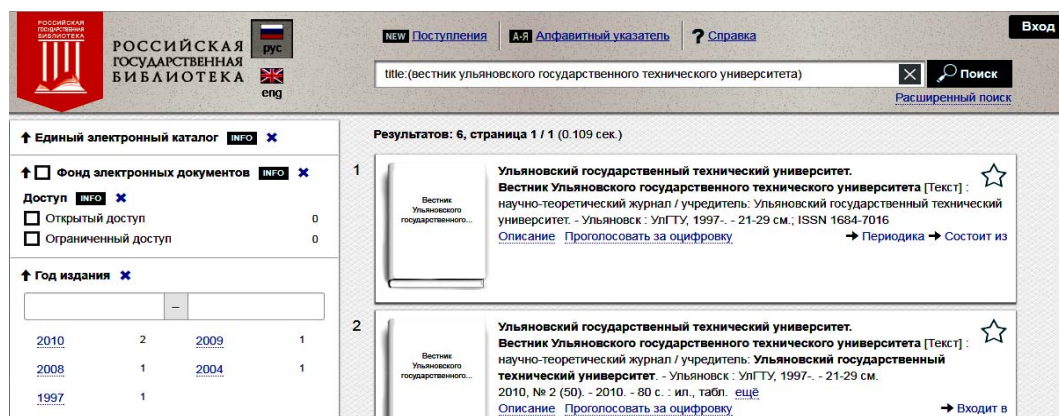 РОССИЙСКАЯ
ГОСУДАРСТВЕННАЯ
БИБЛИОТЕКА
РОССИЙСКАЯ
ГОСУДАРСТВЕННАЯ
БИБЛИОТЕКА
рус
eng
NEW Поступления А-Я Алфавитный указатель ? Справка
Вход
title:(вестник ульяновского государственного технического университета)
Поиск
Расширенный поиск
Единый электронный каталог INFO
Фонд электронных документов INFO
Доступ INFO
Открытый доступ 0
Ограниченный доступ 0
Год издания
–
2010 2 2009 1
2008 1 2004 1
1997 1
Результатов: 6, страница 1 / 1 (0.109 сек.)
1
Вестник
Ульяновского
государственного...
Ульяновский государственный технический университет.
Вестник Ульяновского государственного технического университета [Текст] :
научно-технический журнал / учредитель: Ульяновский государственный технический
университет. - Ульяновск : УлГТУ, 1997-. - 21-29 см.; ISSN 1684-7016
Описание Проголосовать за оцифровку Периодика Состоит из
2
Вестник
Ульяновского
государственного...
Ульяновский государственный технический университет.
Вестник Ульяновского государственного технического университета [Текст] :
научно-теоретический журнал / учредитель: Ульяновский государственный
технический университет. - Ульяновск : УлГТУ, 1997-. - 21-29 см.
2010, № 2 (50). - 2010. - 80 с. : ил., табл. ещё
Описание Проголосовать за оцифровку Входит в